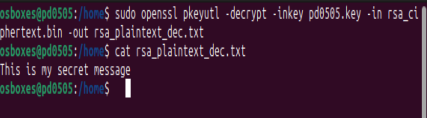 osboxes@pd0505:/home$ sudo openssl pkeyutl -decrypt -inkey pd0505.key -in rsa_ci
phertext.bin -out rsa_plaintext_dec.txt
osboxes@pd0505:/home$ cat rsa_plaintext_dec.txt
This is my secret message
osboxes@pd0505:/home$